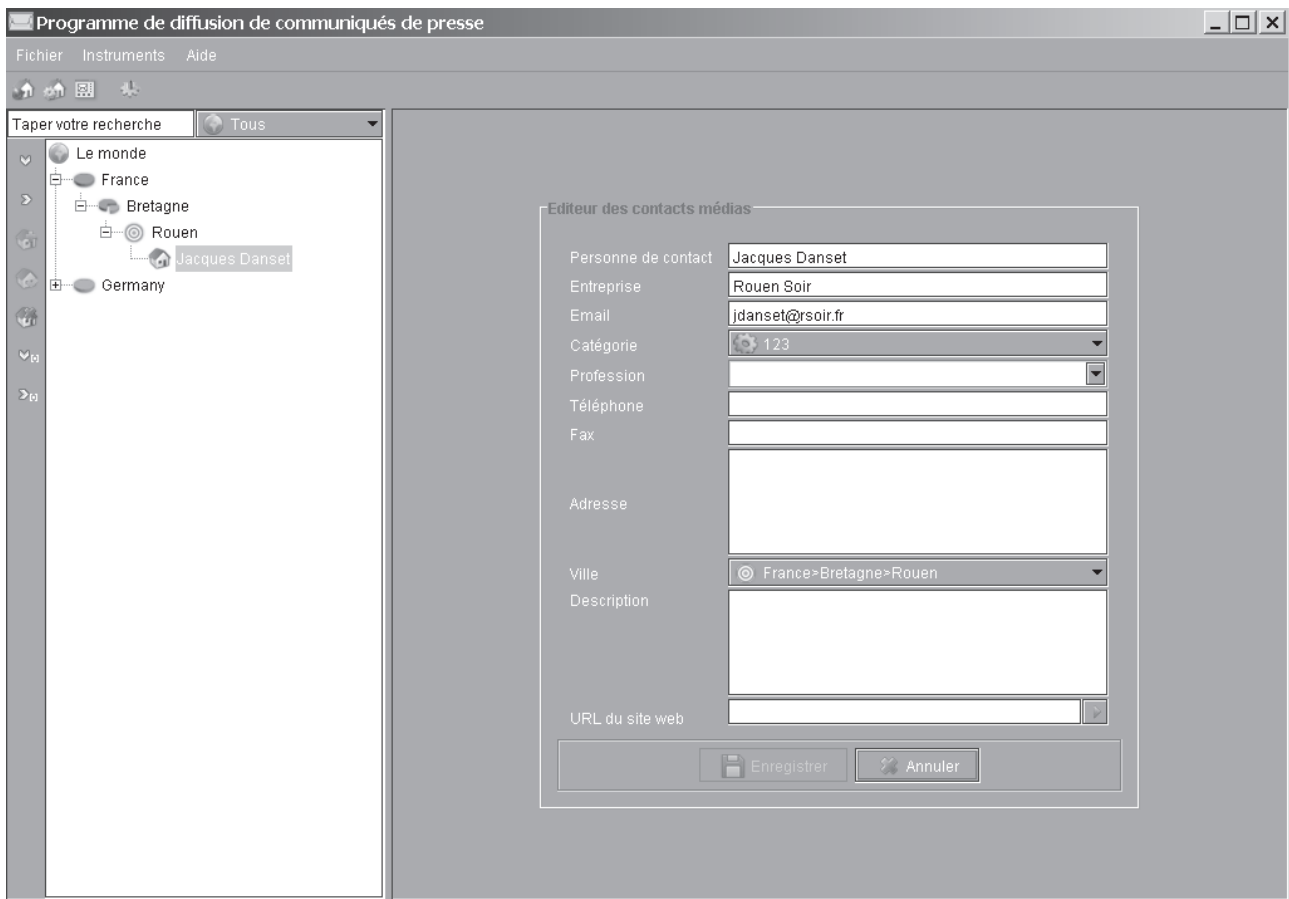 Programme de diffusion de communiqués de presse
Fichier Instruments Aide
Taper votre recherche Tous
Le monde
France
Bretagne
Rouen
Jacques Danset
Germany
Editeur des contacts médias
Personne de contact Jacques Danset
Entreprise Rouen Soir
Email jdanset@rsoir.fr
Catégorie 123
Profession
Téléphone
Fax
Adresse
Ville France>Bretagne>Rouen
Description
URL du site web
Enregistrer Annuler